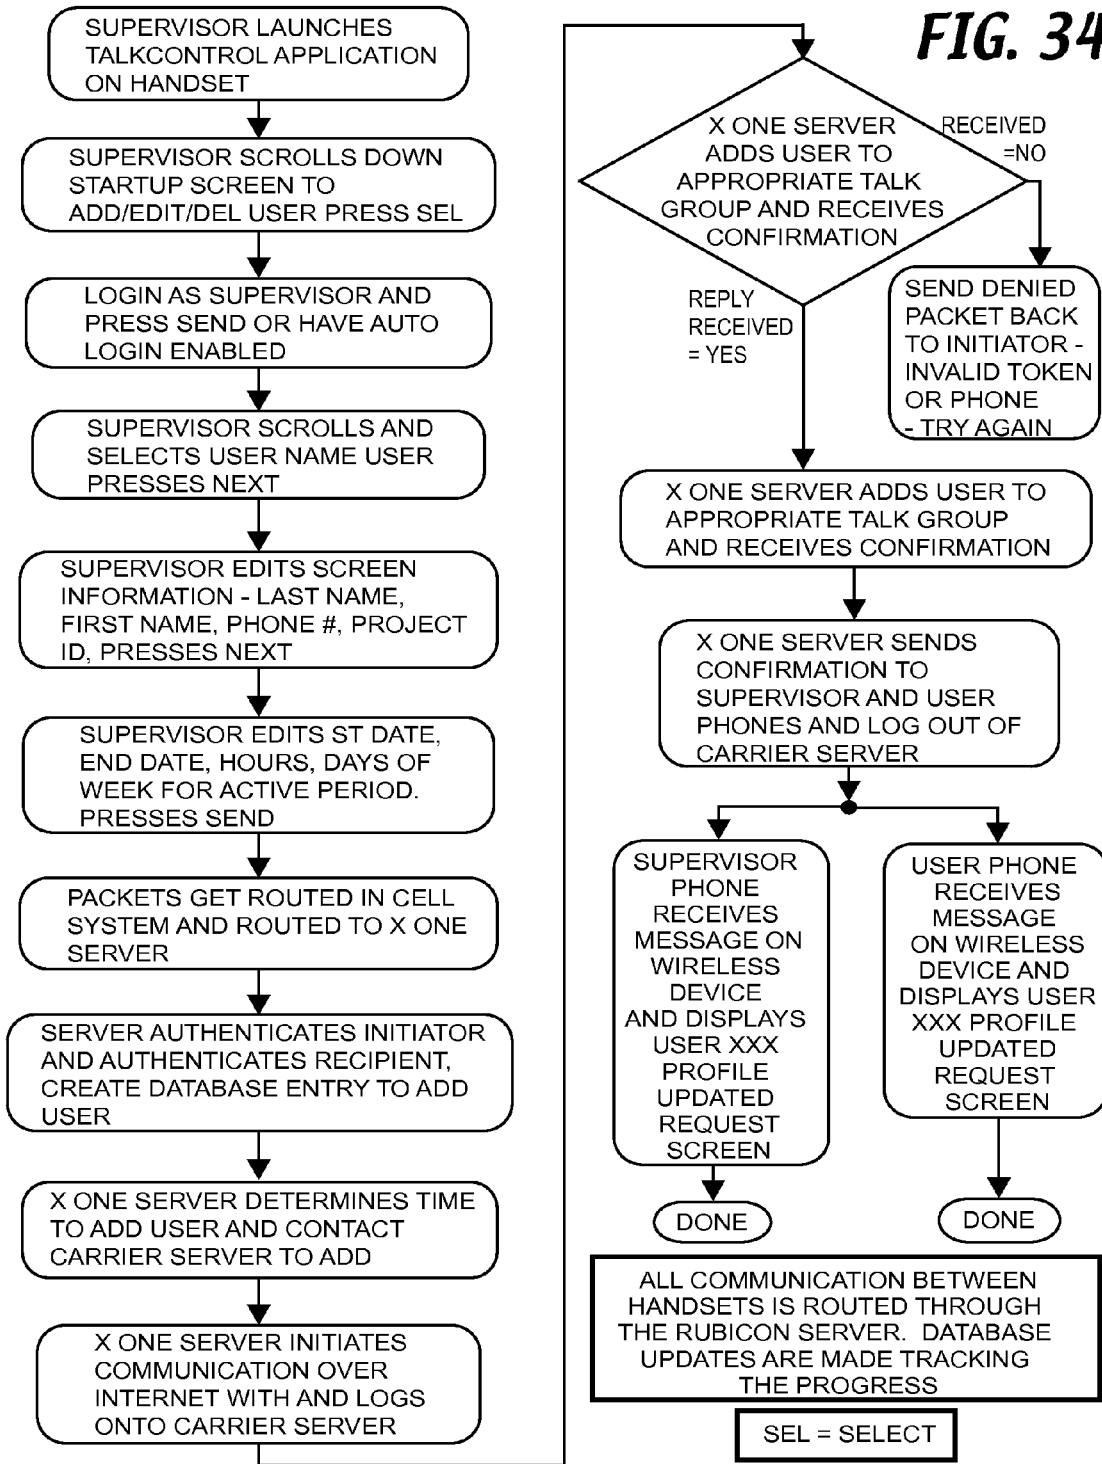 SUPERVISOR LAUNCHES
TALKCONTROL APPLICATION
ON HANDSET
SUPERVISOR SCROLLS DOWN
STARTUP SCREEN TO
ADD/EDIT/DEL USER PRESS SEL
LOGIN AS SUPERVISOR AND
PRESS SEND OR HAVE AUTO
LOGIN ENABLED
SUPERVISOR SCROLLS AND
SELECTS USER NAME USER
PRESSES NEXT
SUPERVISOR EDITS SCREEN
INFORMATION - LAST NAME,
FIRST NAME, PHONE #, PROJECT
ID, PRESSES NEXT
SUPERVISOR EDITS ST DATE,
END DATE, HOURS, DAYS OF
WEEK FOR ACTIVE PERIOD.
PRESSES SEND
PACKETS GET ROUTED IN CELL
SYSTEM AND ROUTED TO X ONE
SERVER
SERVER AUTHENTICATES INITIATOR
AND AUTHENTICATES RECIPIENT,
CREATE DATABASE ENTRY TO ADD
USER
X ONE SERVER DETERMINES TIME
TO ADD USER AND CONTACT
CARRIER SERVER TO ADD
X ONE SERVER INITIATES
COMMUNICATION OVER
INTERNET WITH AND LOGS
ONTO CARRIER SERVER
FIG. 34
X ONE SERVER
ADDS USER TO
APPROPRIATE TALK
GROUP AND RECEIVES
CONFIRMATION
RECEIVED
=NO
SEND DENIED
PACKET BACK
TO INITIATOR -
INVALID TOKEN
OR PHONE
- TRY AGAIN
REPLY
RECEIVED
= YES
X ONE SERVER ADDS USER TO
APPROPRIATE TALK GROUP
AND RECEIVES CONFIRMATION
X ONE SERVER SENDS
CONFIRMATION TO
SUPERVISOR AND USER
PHONES AND LOG OUT OF
CARRIER SERVER
SUPERVISOR
PHONE
RECEIVES
MESSAGE ON
WIRELESS
DEVICE
AND DISPLAYS
USER XXX
PROFILE
UPDATED
REQUEST
SCREEN
DONE
USER PHONE
RECEIVES
MESSAGE
ON WIRELESS
DEVICE AND
DISPLAYS USER
XXX PROFILE
UPDATED
REQUEST
SCREEN
DONE
ALL COMMUNICATION BETWEEN
HANDSETS IS ROUTED THROUGH
THE RUBICON SERVER. DATABASE
UPDATES ARE MADE TRACKING
THE PROGRESS
SEL = SELECT